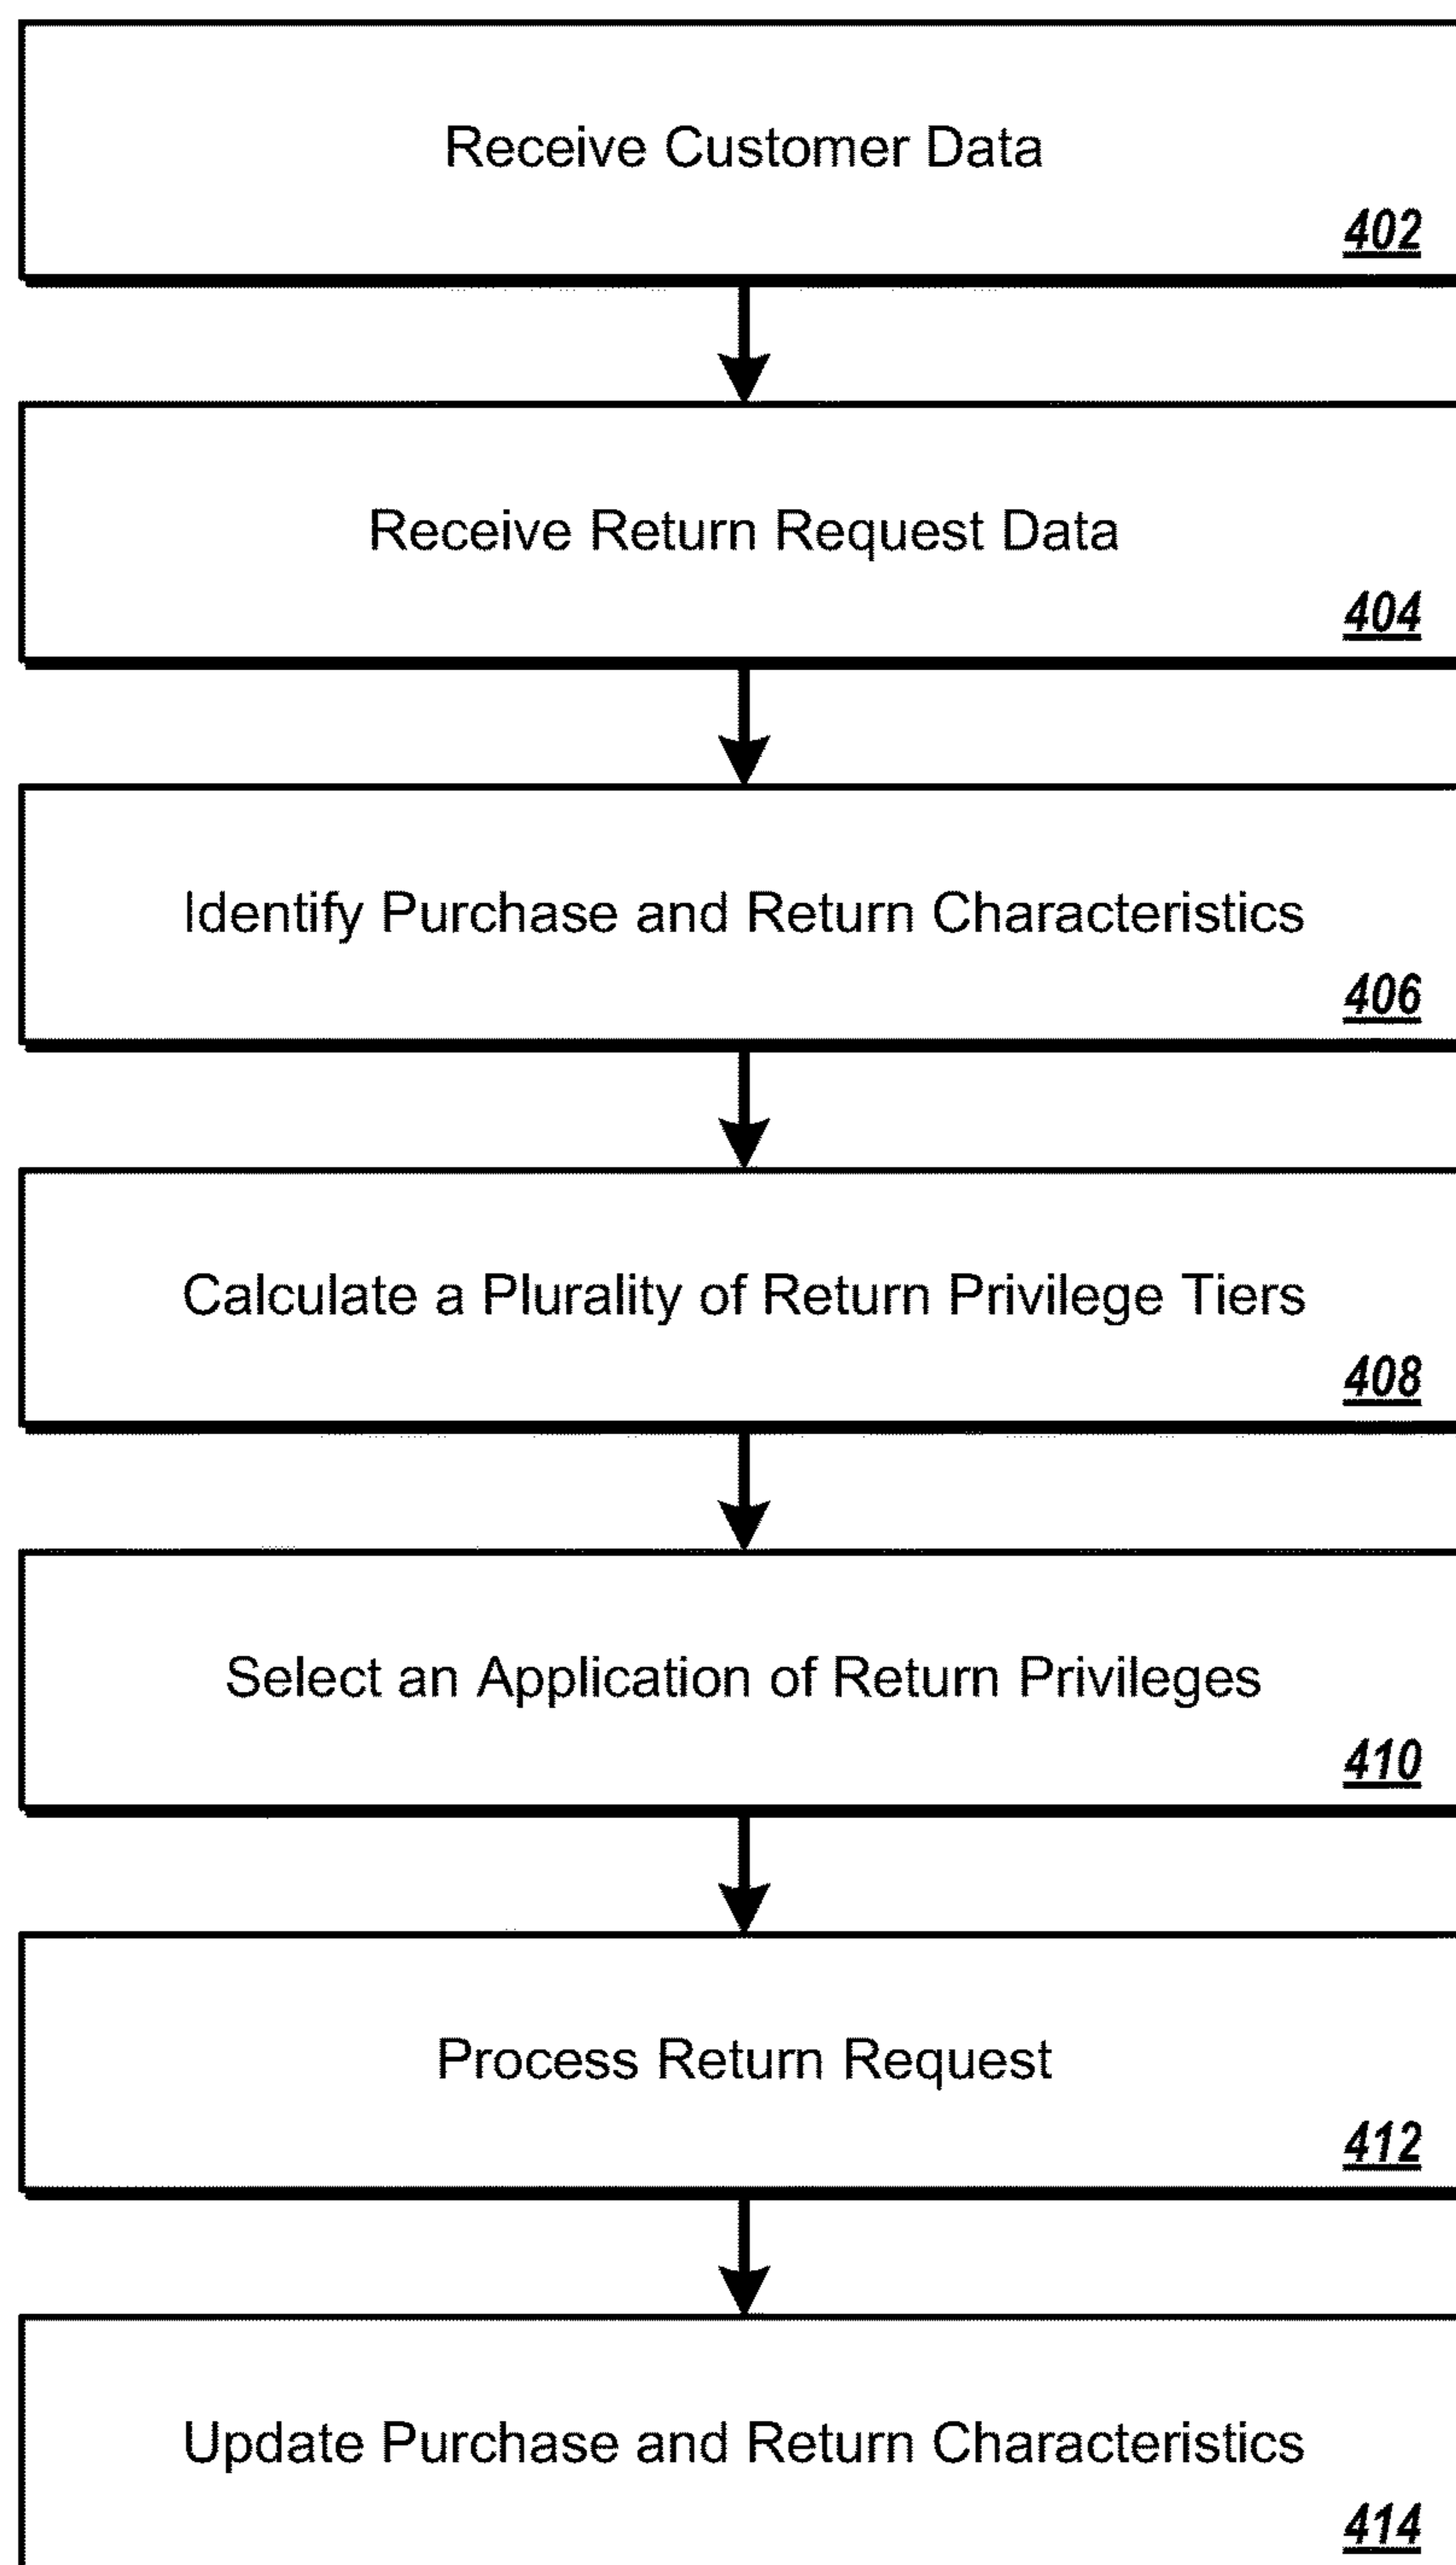 Receive Customer Data
402
Receive Return Request Data
404
Identify Purchase and Return Characteristics
406
Calculate a Plurality of Return Privilege Tiers
408
Select an Application of Return Privileges
410
Process Return Request
412
Update Purchase and Return Characteristics
414